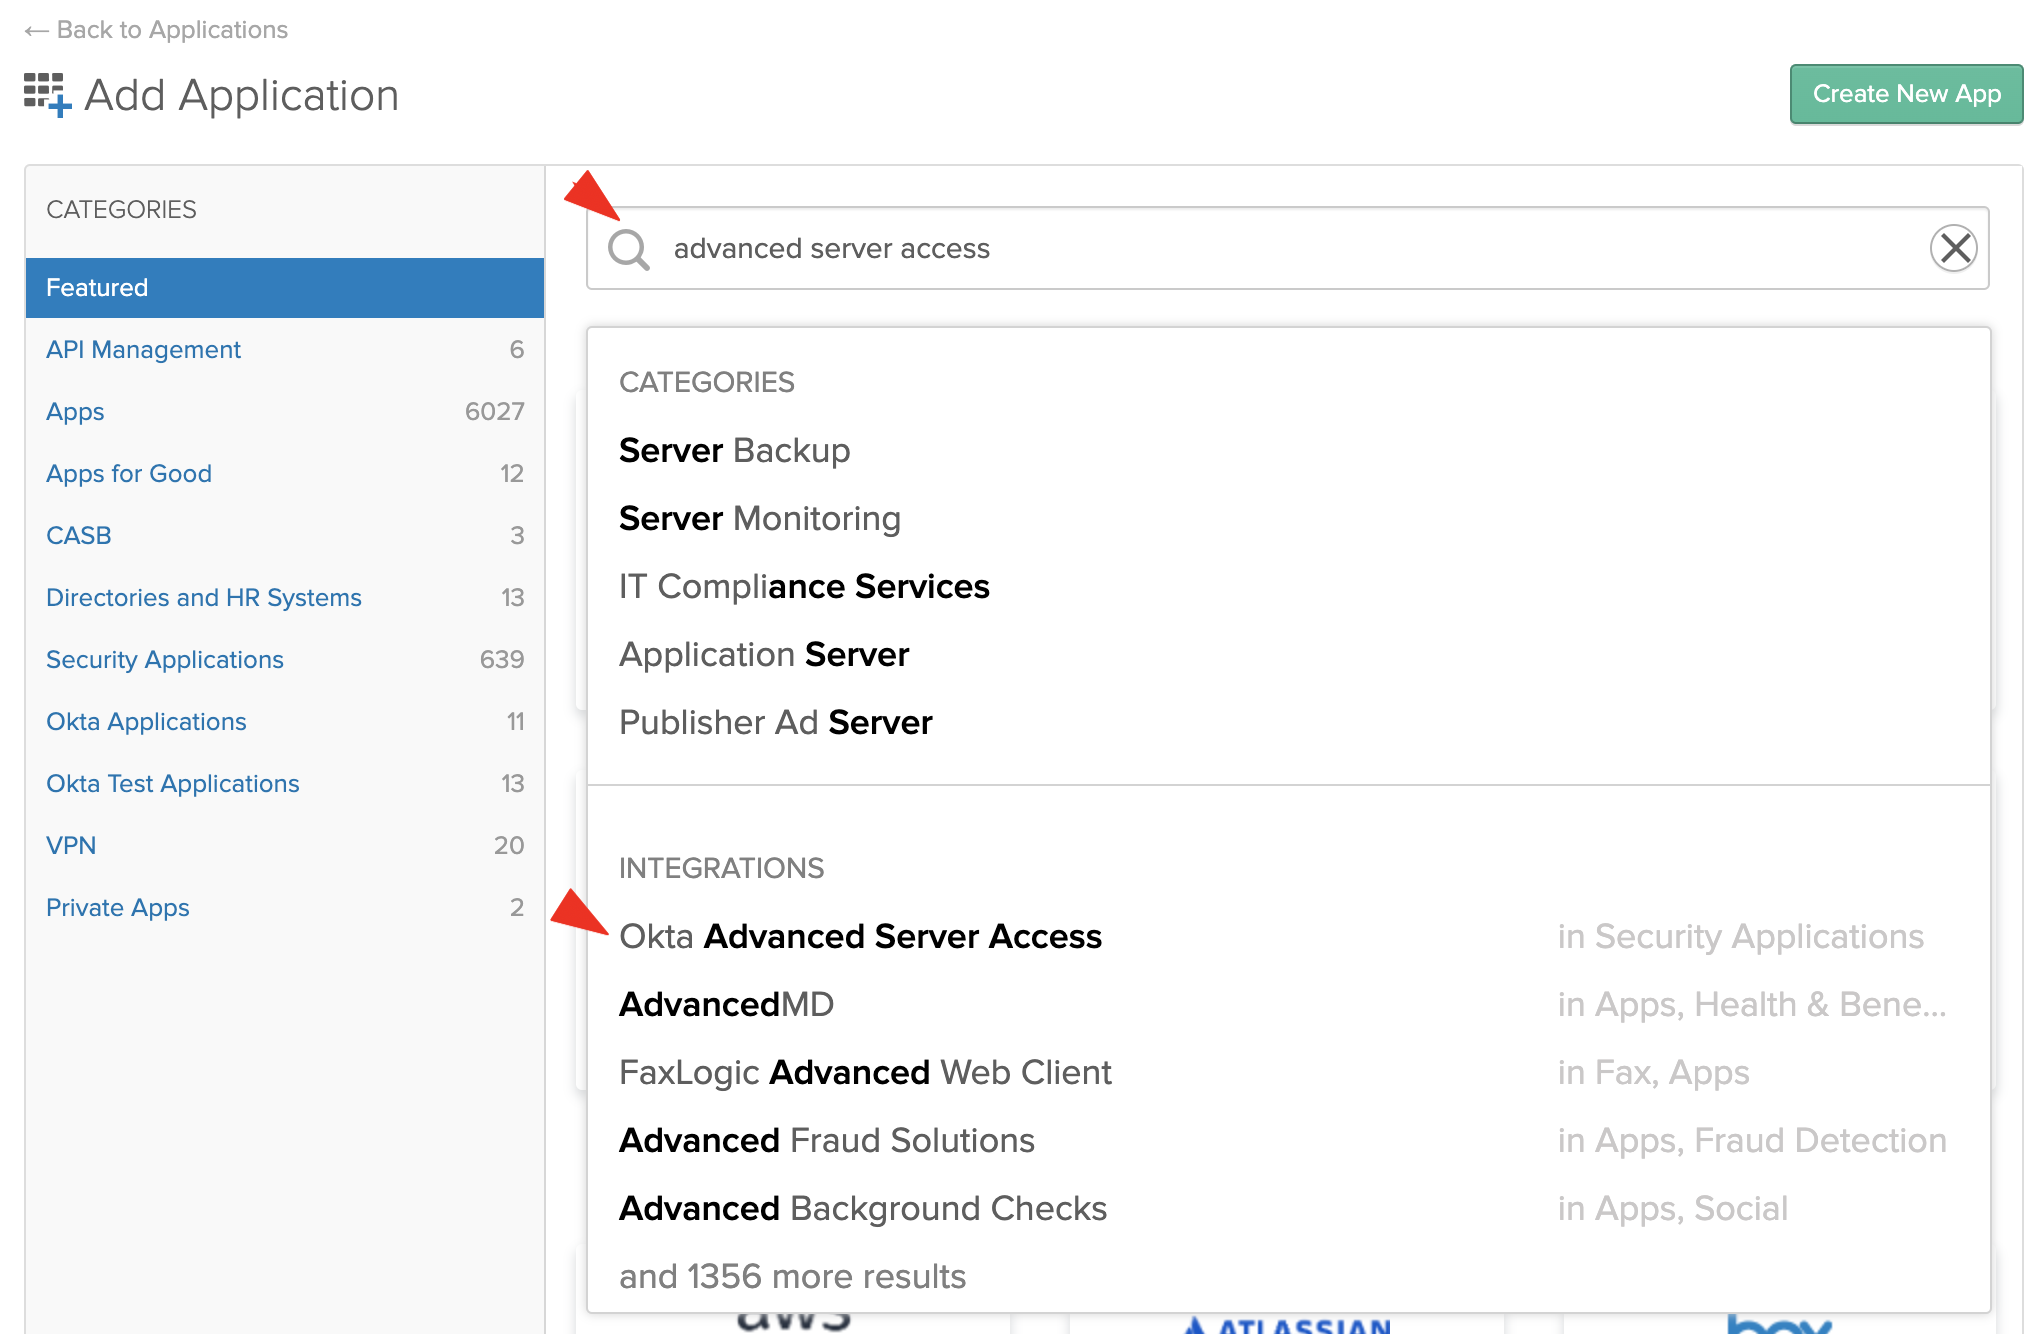 ← Back to Applications
Add Application
Create New App
CATEGORIES
Featured
API Management 6
Apps 6027
Apps for Good 12
CASB 3
Directories and HR Systems 13
Security Applications 639
Okta Applications 11
Okta Test Applications 13
VPN 20
Private Apps 2
advanced server access
CATEGORIES
Server Backup
Server Monitoring
IT Compliance Services
Application Server
Publisher Ad Server
INTEGRATIONS
Okta Advanced Server Access in Security Applications
AdvancedMD in Apps, Health & Bene...
FaxLogic Advanced Web Client in Fax, Apps
Advanced Fraud Solutions in Apps, Fraud Detection
Advanced Background Checks in Apps, Social
and 1356 more results
aws ATLASSIAN box